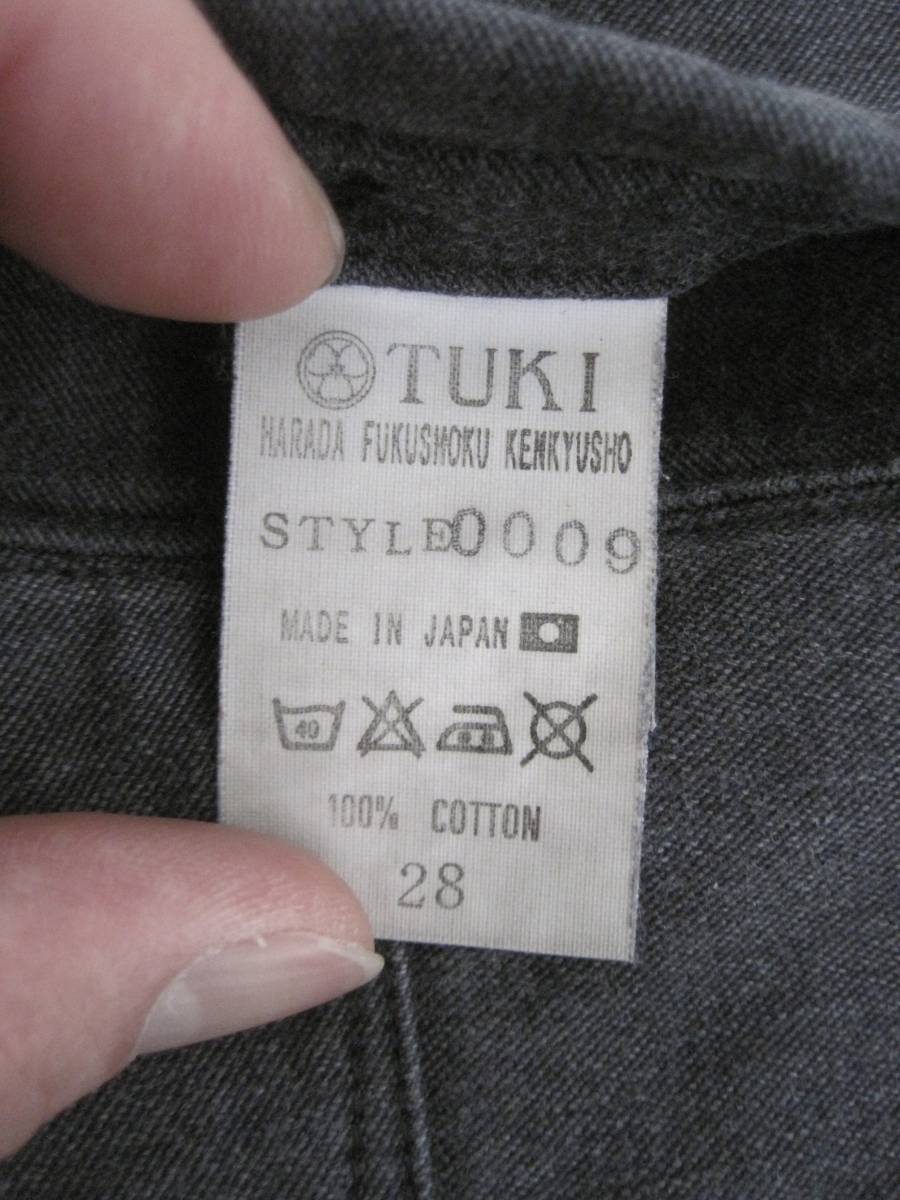 TUKI
HARADA FUKUSHOKU KENKYUSHO
STYLE0009
MADE IN JAPAN
40
100% COTTON
28